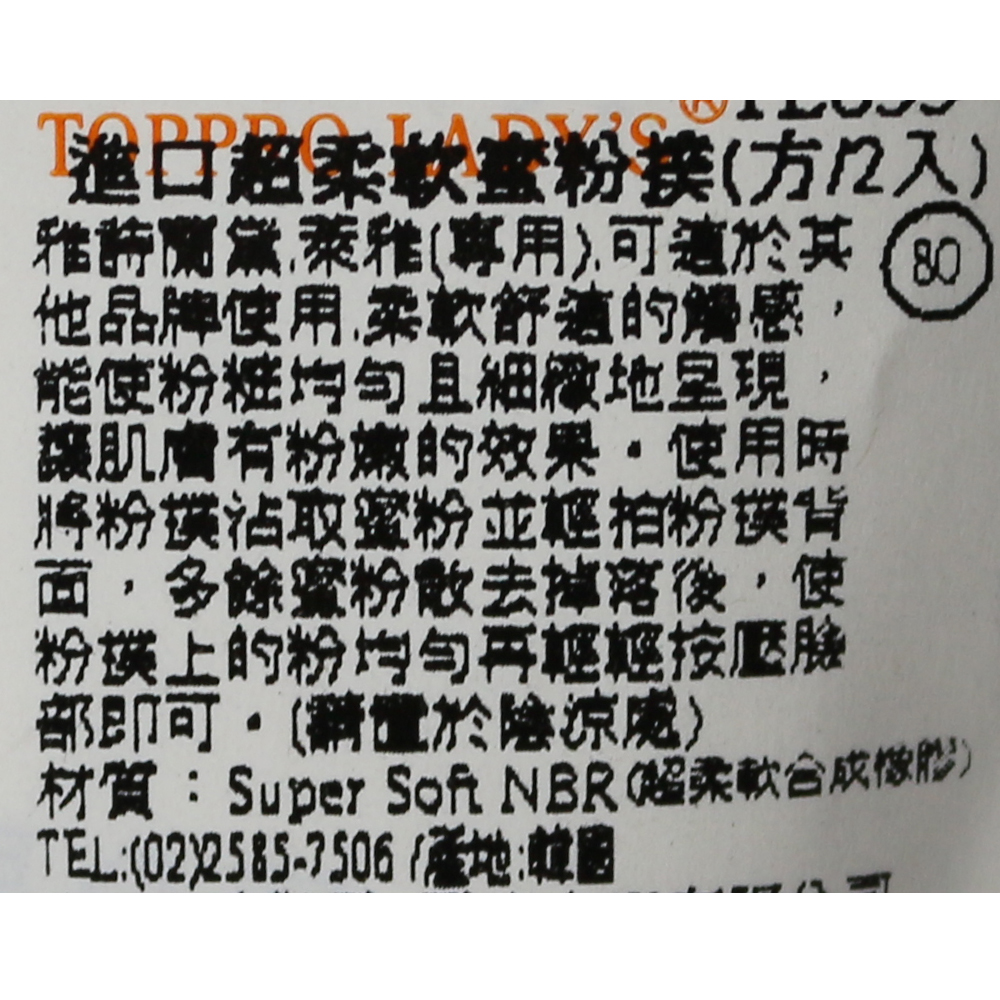 TOPPRO LADY'S®
進口超柔軟蜜粉撲(方/2入)
雅詩蘭黛.萊雅(專用).可適於其
80
他品牌使用.柔軟舒適的觸感，
能使粉粧均勻且細緻地呈現，
讓肌膚有粉嫩的效果。使用時
將粉撲沾取蜜粉並輕拍粉撲背
面，多餘蜜粉散去掉落後，使
粉撲上的粉均勻再輕輕按壓臉
部即可。(請置於陰涼處)
材質：Super Soft NBR(超柔軟合成橡膠)
TEL:(02)2585-7506 /產地:韓國